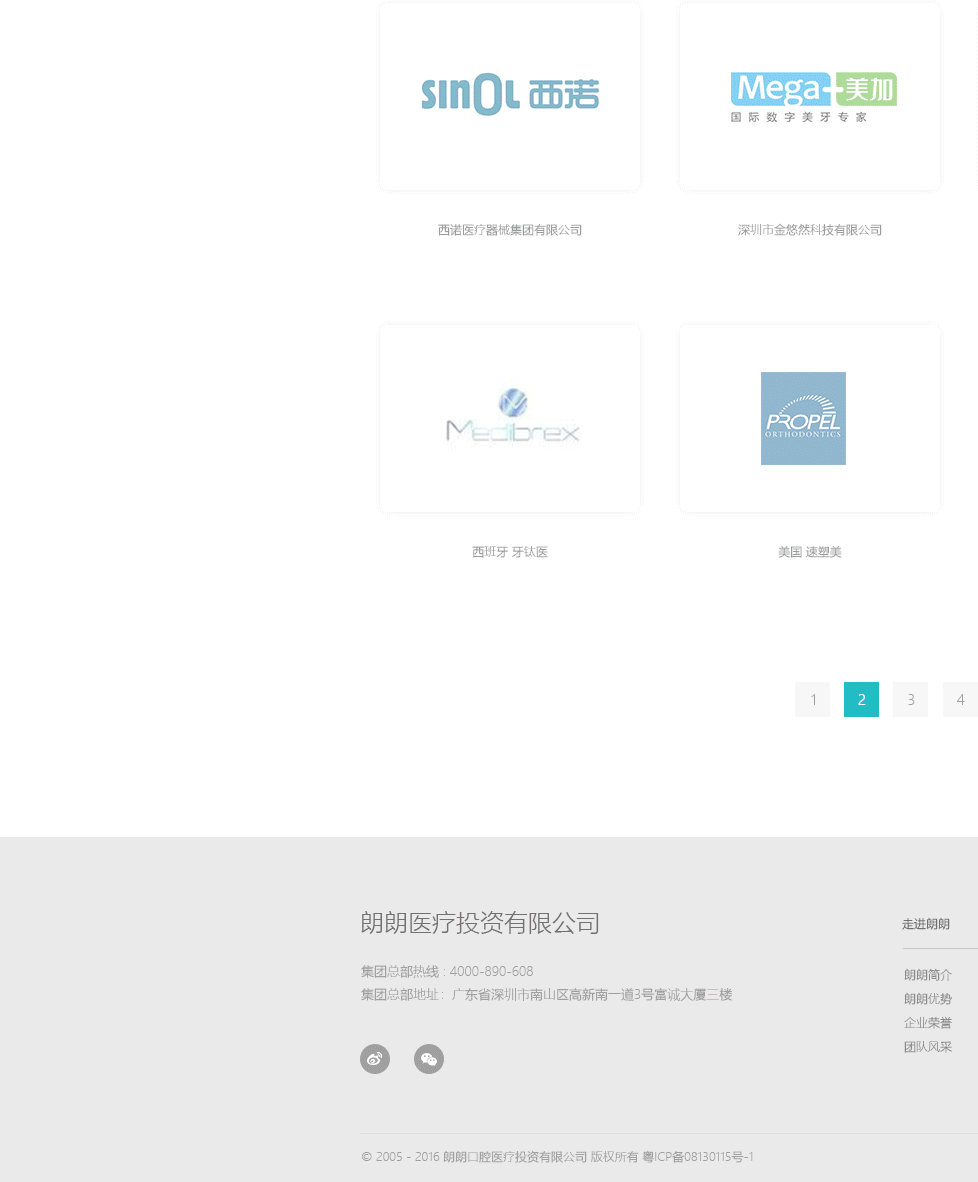 SINOL 西诺
Mega+美加
国际数字美牙专家
西诺医疗器械集团有限公司
深圳市金悠然科技有限公司
Medibrex
PROPEL
ORTHODONTICS
西班牙 牙钛医
美国 速塑美
1 2 3 4
朗朗医疗投资有限公司
走进朗朗
集团总部热线 : 4000-890-608
集团总部地址 : 广东省深圳市南山区高新南一道3号富诚大厦三楼
朗朗简介
朗朗优势
企业荣誉
团队风采
© 2005 - 2016 朗朗口腔医疗投资有限公司 版权所有 粤ICP备08130115号-1